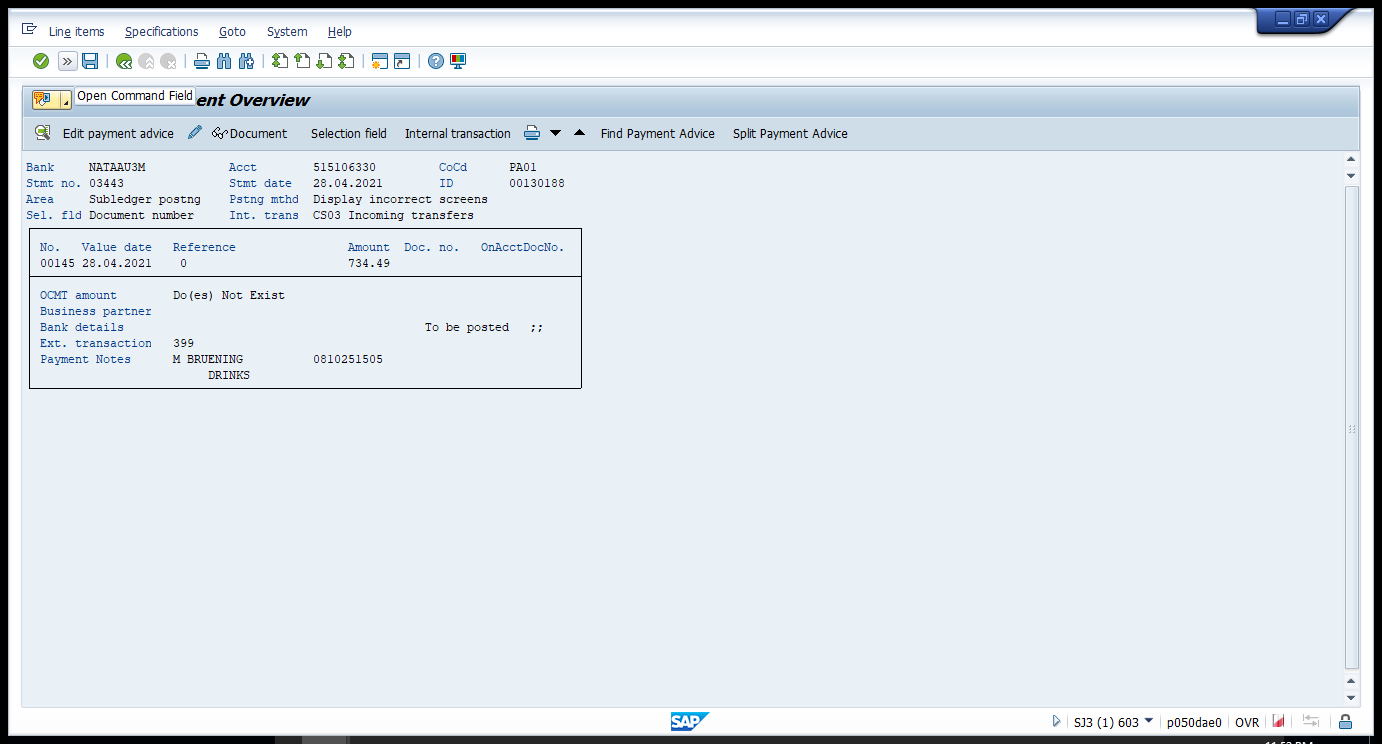 Line items Specifications Goto System Help
Open Command Field ent Overview
Edit payment advice Document Selection field Internal transaction Find Payment Advice Split Payment Advice
Bank NATAAU3M Acct 515106330 CoCd PA01
Stmt no. 03443 Stmt date 28.04.2021 ID 00130188
Area Subledger postng Pstng mthd Display incorrect screens
Sel. fld Document number Int. trans CS03 Incoming transfers
No. Value date Reference Amount Doc. no. OnAcctDocNo.
00145 28.04.2021 0 734.49
OCMT amount Do(es) Not Exist
Business partner
Bank details To be posted ;;
Ext. transaction 399
Payment Notes M BRUENING 0810251505
DRINKS
SAP SJ3 (1) 603 p050dae0 OVR